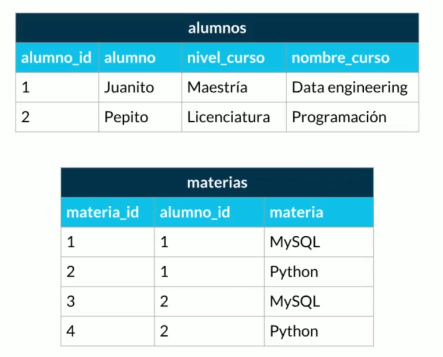 alumnos
alumno_id alumno nivel_curso nombre_curso
1 Juanito Maestría Data engineering
2 Pepito Licenciatura Programación
materias
materia_id alumno_id materia
1 1 MySQL
2 1 Python
3 2 MySQL
4 2 Python